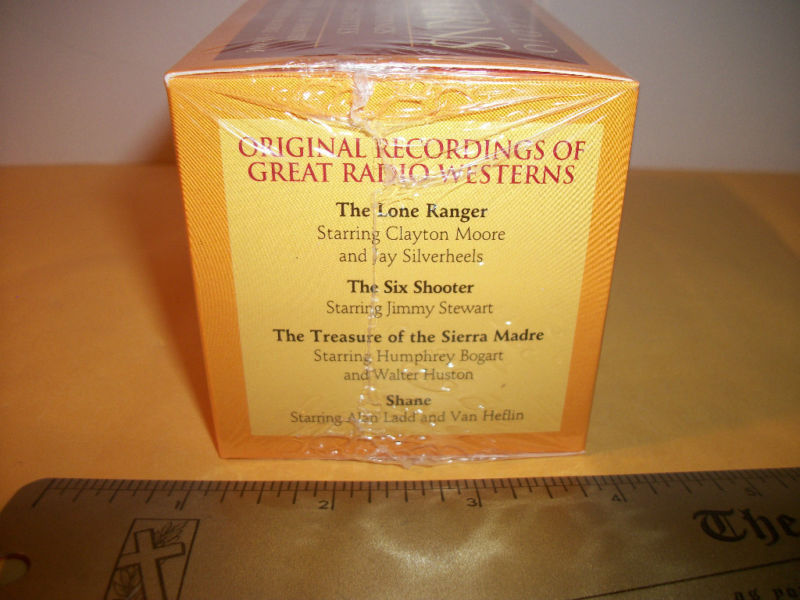 ORIGINAL RECORDINGS OF
GREAT RADIO WESTERNS
The Lone Ranger
Starring Clayton Moore
and Jay Silverheels
The Six Shooter
Starring Jimmy Stewart
The Treasure of the Sierra Madre
Starring Humphrey Bogart
and Walter Huston
Shane
Starring Alan Ladd and Van Heflin
1 2 3 4 5
The